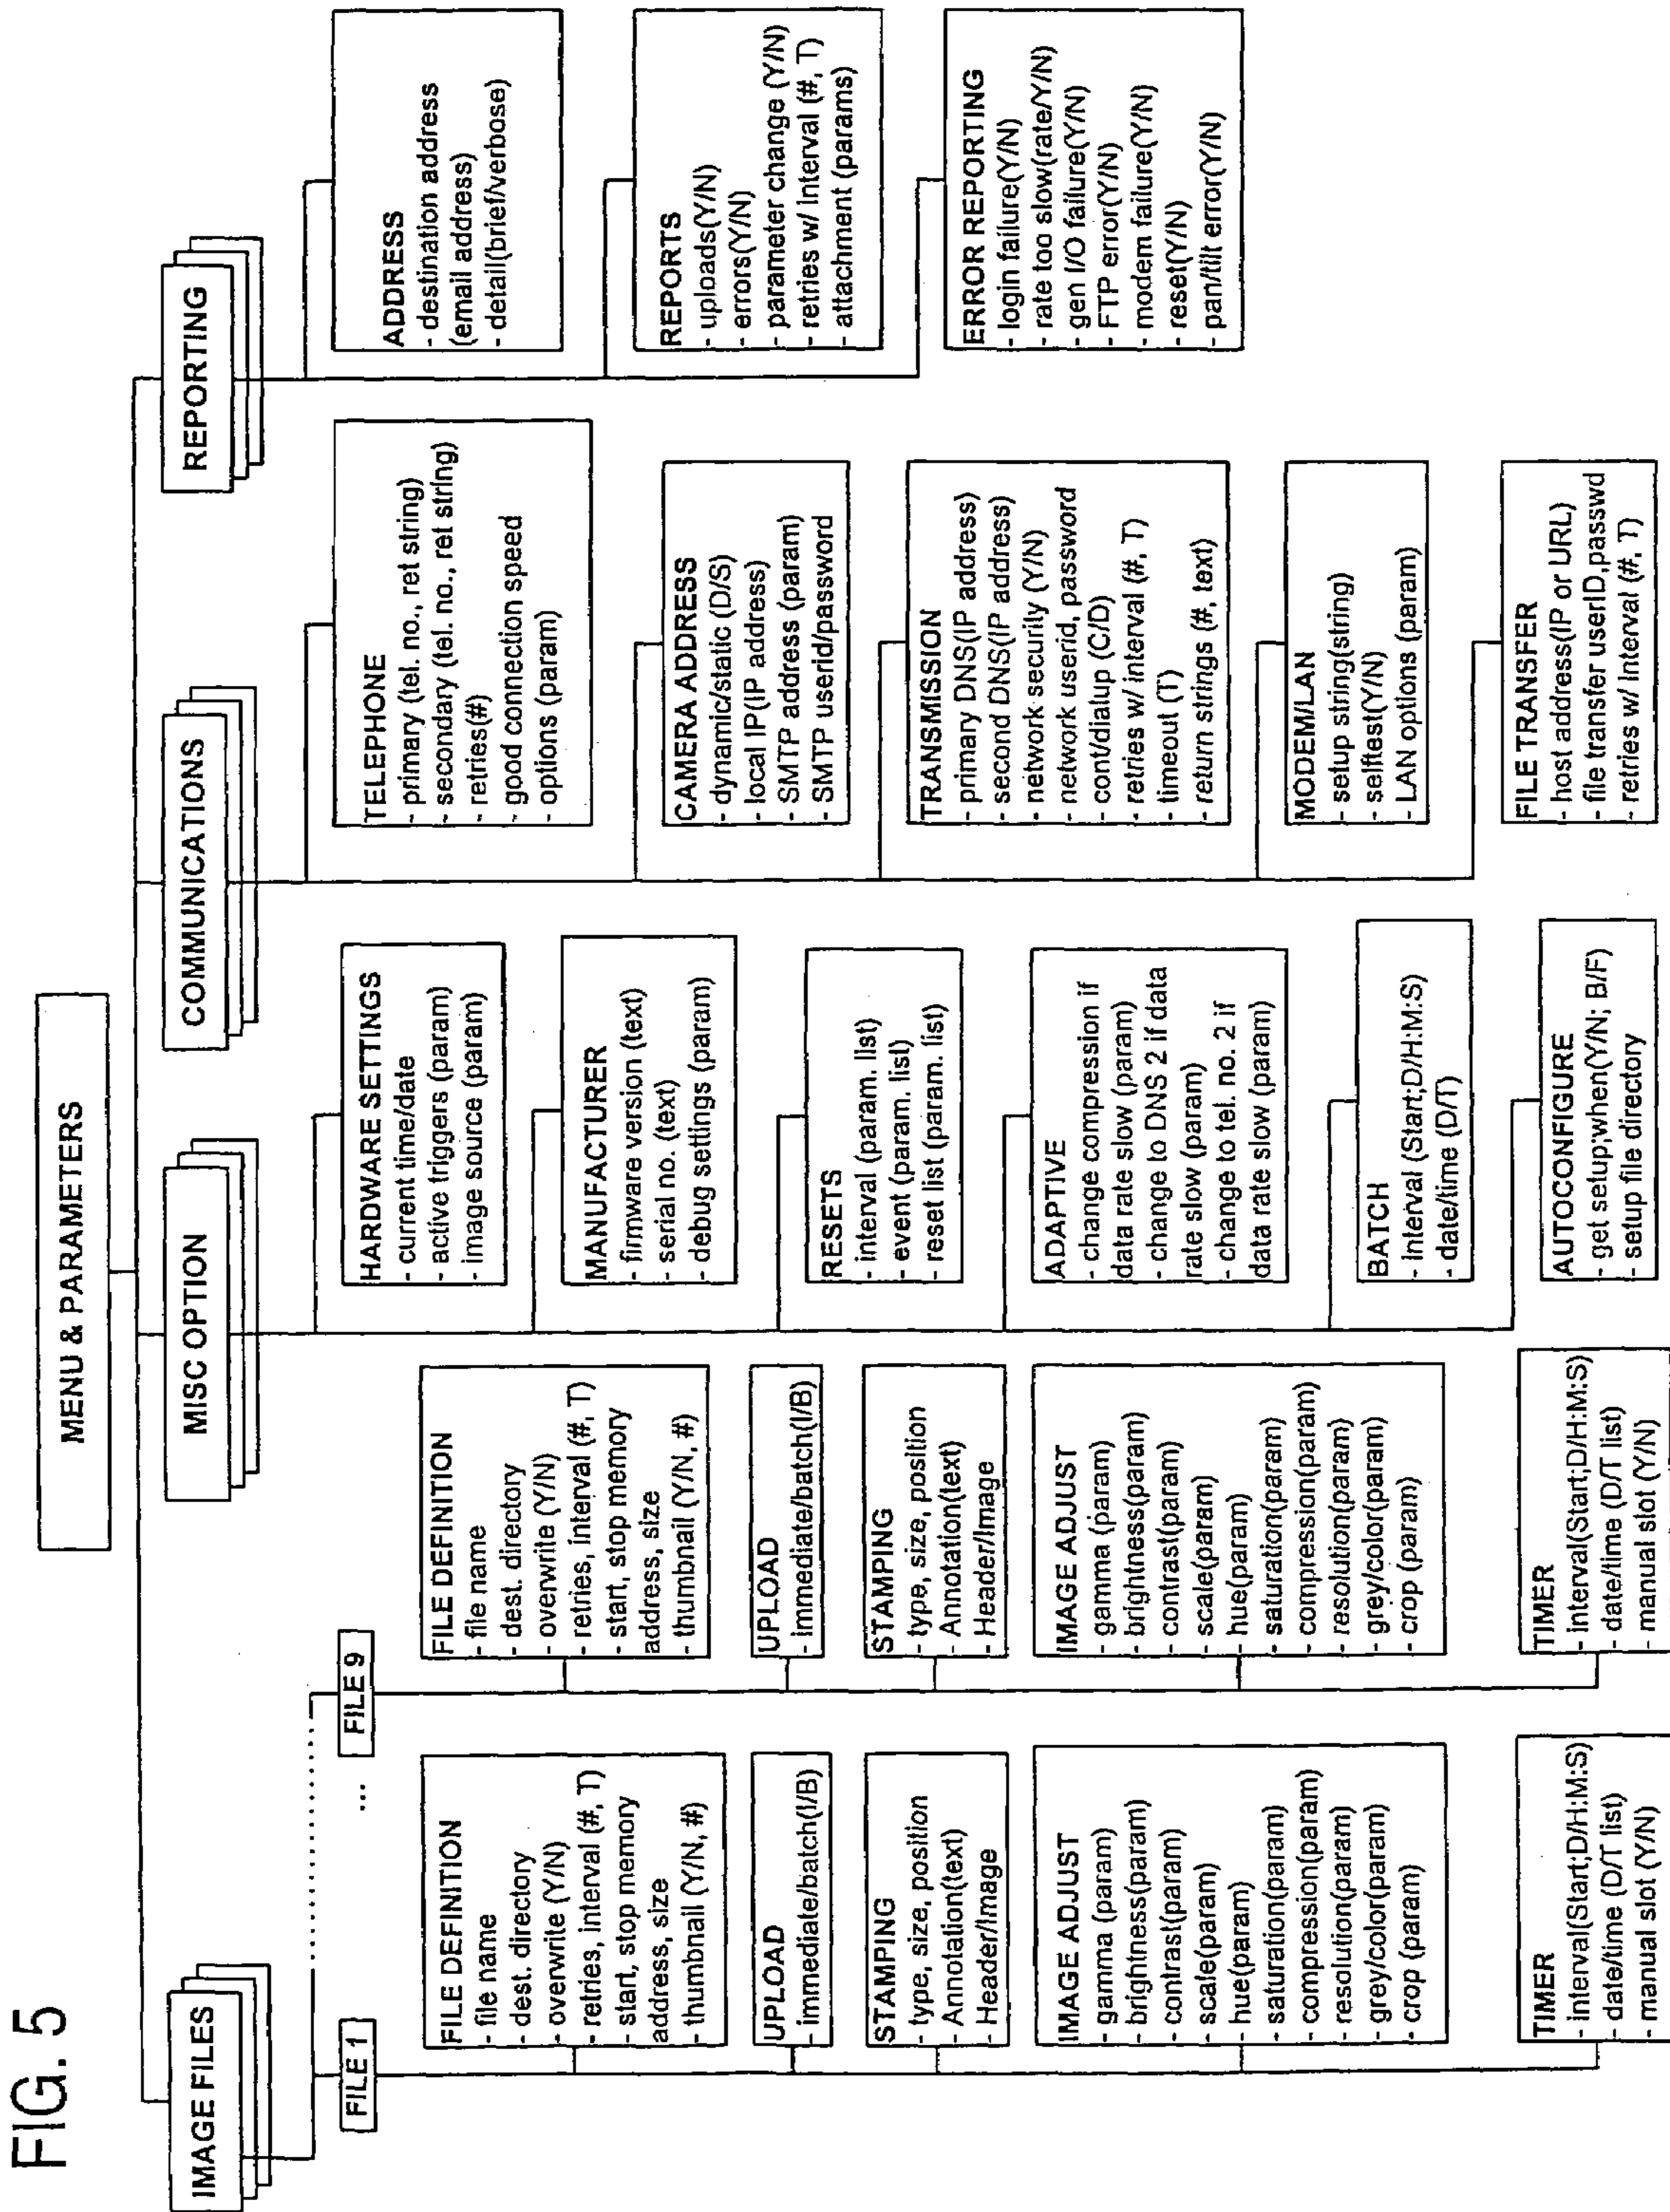 FIG. 5
MENU & PARAMETERS
IMAGE FILES
MISC OPTION
COMMUNICATIONS
REPORTING
FILE 1
...
FILE 9
FILE DEFINITION
- file name
- dest. directory
- overwrite (Y/N)
- retries, interval (#, T)
- start, stop memory
address, size
- thumbnail (Y/N, #)
UPLOAD
- immediate/batch(I/B)
STAMPING
- type, size, position
- Annotation(text)
- Header/Image
IMAGE ADJUST
- gamma (param)
- brightness(param)
- contrast(param)
- scale(param)
- hue(param)
- saturation(param)
- compression(param)
- resolution(param)
- grey/color(param)
- crop (param)
TIMER
- interval(Start;D/H:M:S)
- date/time (D/T list)
- manual slot (Y/N)
FILE DEFINITION
- file name
- dest. directory
- overwrite (Y/N)
- retries, interval (#, T)
- start, stop memory
address, size
- thumbnail (Y/N, #)
UPLOAD
- immediate/batch(I/B)
STAMPING
- type, size, position
- Annotation(text)
- Header/Image
IMAGE ADJUST
- gamma (param)
- brightness(param)
- contrast(param)
- scale(param)
- hue(param)
- saturation(param)
- compression(param)
- resolution(param)
- grey/color(param)
- crop (param)
TIMER
- interval(Start;D/H:M:S)
- date/time (D/T list)
- manual slot (Y/N)
HARDWARE SETTINGS
- current time/date
- active triggers (param)
- image source (param)
MANUFACTURER
- firmware version (text)
- serial no. (text)
- debug settings (param)
RESETS
- interval (param. list)
- event (param. list)
- reset list (param. list)
ADAPTIVE
- change compression if
data rate slow (param)
- change to DNS 2 if data
rate slow (param)
- change to tel. no. 2 if
data rate slow (param)
BATCH
- Interval (Start;D/H:M:S)
- date/time (D/T)
AUTOCONFIGURE
- get setup;when(Y/N; B/F)
- setup file directory
TELEPHONE
- primary (tel. no., ret string)
- secondary (tel. no., ret string)
- retries(#)
- good connection speed
- options (param)
CAMERA ADDRESS
- dynamic/static (D/S)
- local IP(IP address)
- SMTP address (param)
- SMTP userid/password
TRANSMISSION
- primary DNS(IP address)
- second DNS(IP address)
- network security (Y/N)
- network userid, password
- cont/dialup (C/D)
- retries w/ interval (#, T)
- timeout (T)
- return strings (#, text)
MODEM/LAN
- setup string(string)
- selftest(Y/N)
- LAN options (param)
FILE TRANSFER
- host address(IP or URL)
- file transfer userID,passwd
- retries w/ Interval (#, T)
ADDRESS
- destination address
(email address)
- detail(brief/verbose)
REPORTS
- uploads(Y/N)
- errors(Y/N)
- parameter change (Y/N)
- retries w/ Interval (#, T)
- attachment (params)
ERROR REPORTING
- login failure(Y/N)
- rate too slow(rate/Y/N)
- gen I/O failure(Y/N)
- FTP error(Y/N)
- modem failure(Y/N)
- reset(Y/N)
- pan/tilt error(Y/N)